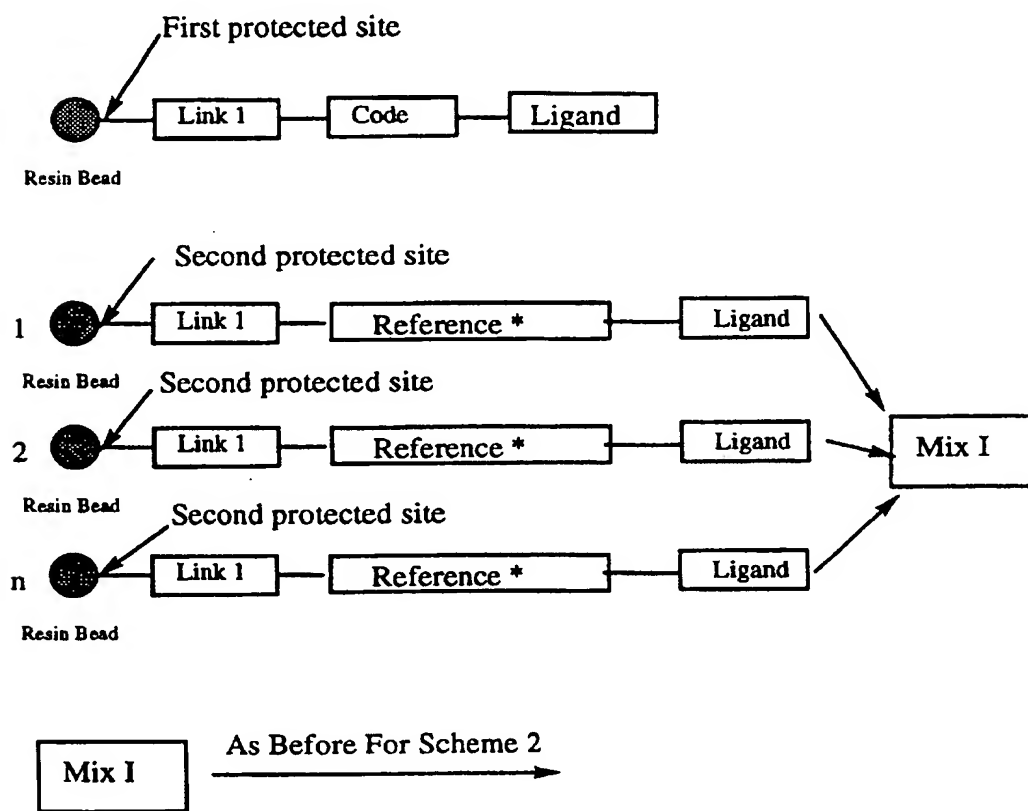 First protected site
Link 1 Code Ligand
Resin Bead
Second protected site
1 Link 1 Reference * Ligand
Resin Bead
Second protected site
2 Link 1 Reference * Ligand
Mix I
Resin Bead
Second protected site
n Link 1 Reference * Ligand
Resin Bead
As Before For Scheme 2
Mix I